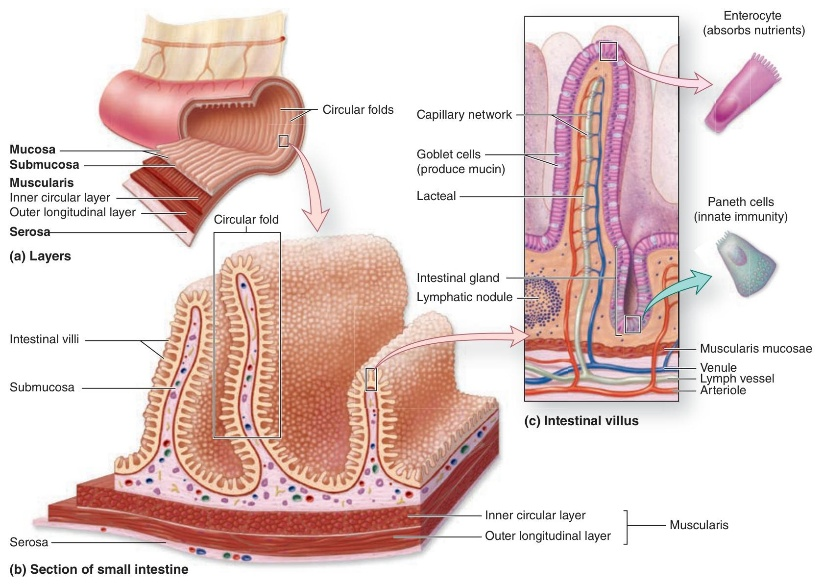 Circular folds
Mucosa
Submucosa
Muscularis
Inner circular layer
Outer longitudinal layer
Serosa
(a) Layers
Circular fold
Intestinal villi
Submucosa
Inner circular layer
Outer longitudinal layer
Muscularis
Serosa
(b) Section of small intestine
Enterocyte
(absorbs nutrients)
Capillary network
Goblet cells
(produce mucin)
Lacteal
Paneth cells
(innate immunity)
Intestinal gland
Lymphatic nodule
Muscularis mucosae
Venule
Lymph vessel
Arteriole
(c) Intestinal villus